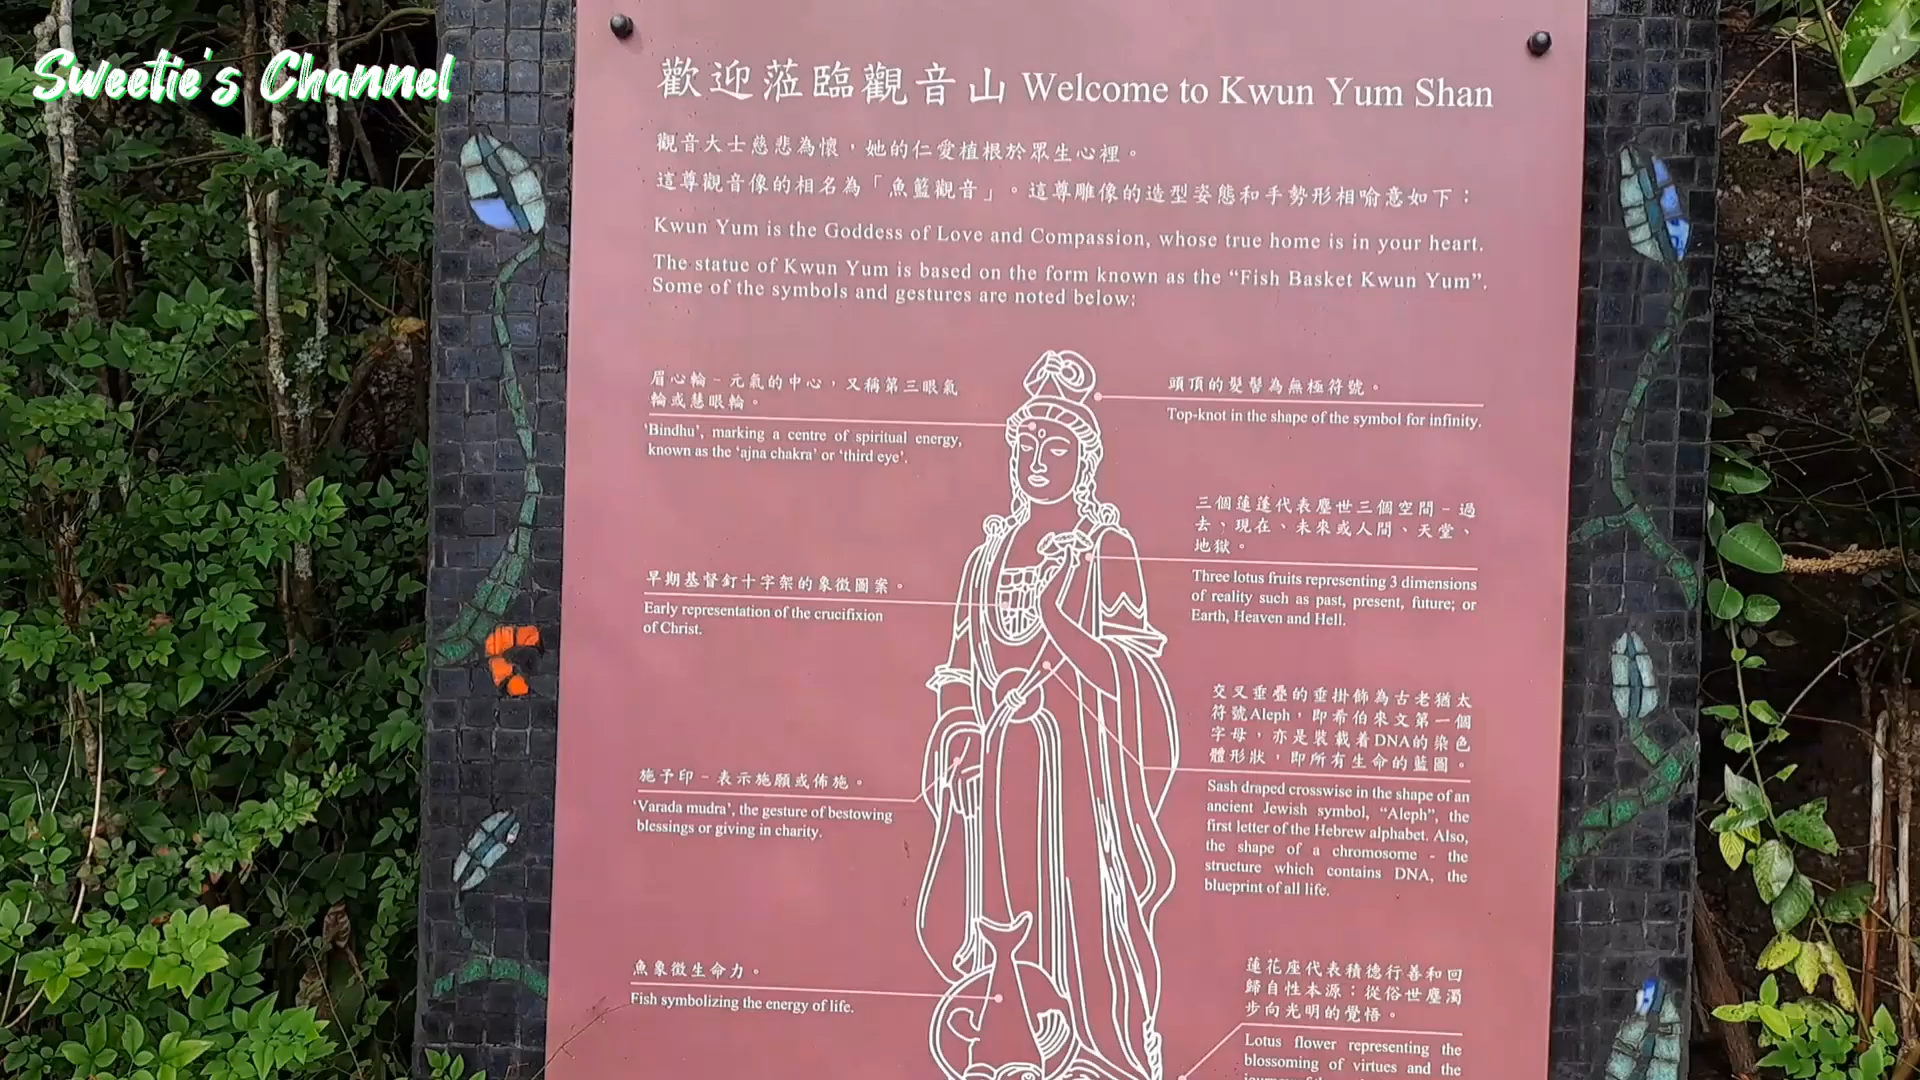 Sweetie's Channel
歡迎蒞臨觀音山 Welcome to Kwun Yum Shan
觀音大士慈悲為懷，她的仁愛植根於眾生心裡。
這尊觀音像的相名為「魚籃觀音」。這尊雕像的造型姿態和手勢形相喻意如下：
Kwun Yum is the Goddess of Love and Compassion, whose true home is in your heart.
The statue of Kwun Yum is based on the form known as the “Fish Basket Kwun Yum”.
Some of the symbols and gestures are noted below:
眉心輪 – 元氣的中心，又稱第三眼氣
輪或慧眼輪。
‘Bindhu’, marking a centre of spiritual energy,
known as the ‘ajna chakra’ or ‘third eye’.
頭頂的髮髻為無極符號。
Top-knot in the shape of the symbol for infinity.
三個蓮蓬代表塵世三個空間 – 過
去、現在、未來或人間、天堂、
地獄。
Three lotus fruits representing 3 dimensions
of reality such as past, present, future; or
Earth, Heaven and Hell.
早期基督釘十字架的象徵圖案。
Early representation of the crucifixion
of Christ.
交叉垂疊的垂掛飾為古老猶太
符號Aleph，即希伯來文第一個
字母，亦是裝載着DNA的染色
體形狀，即所有生命的藍圖。
Sash draped crosswise in the shape of an
ancient Jewish symbol, “Aleph”, the
first letter of the Hebrew alphabet. Also,
the shape of a chromosome - the
structure which contains DNA, the
blueprint of all life.
施予印 – 表示施願或佈施。
‘Varada mudra’, the gesture of bestowing
blessings or giving in charity.
魚象徵生命力。
Fish symbolizing the energy of life.
蓮花座代表積德行善和回
歸自性本源：從俗世塵濁
步向光明的覺悟。
Lotus flower representing the
blossoming of virtues and the